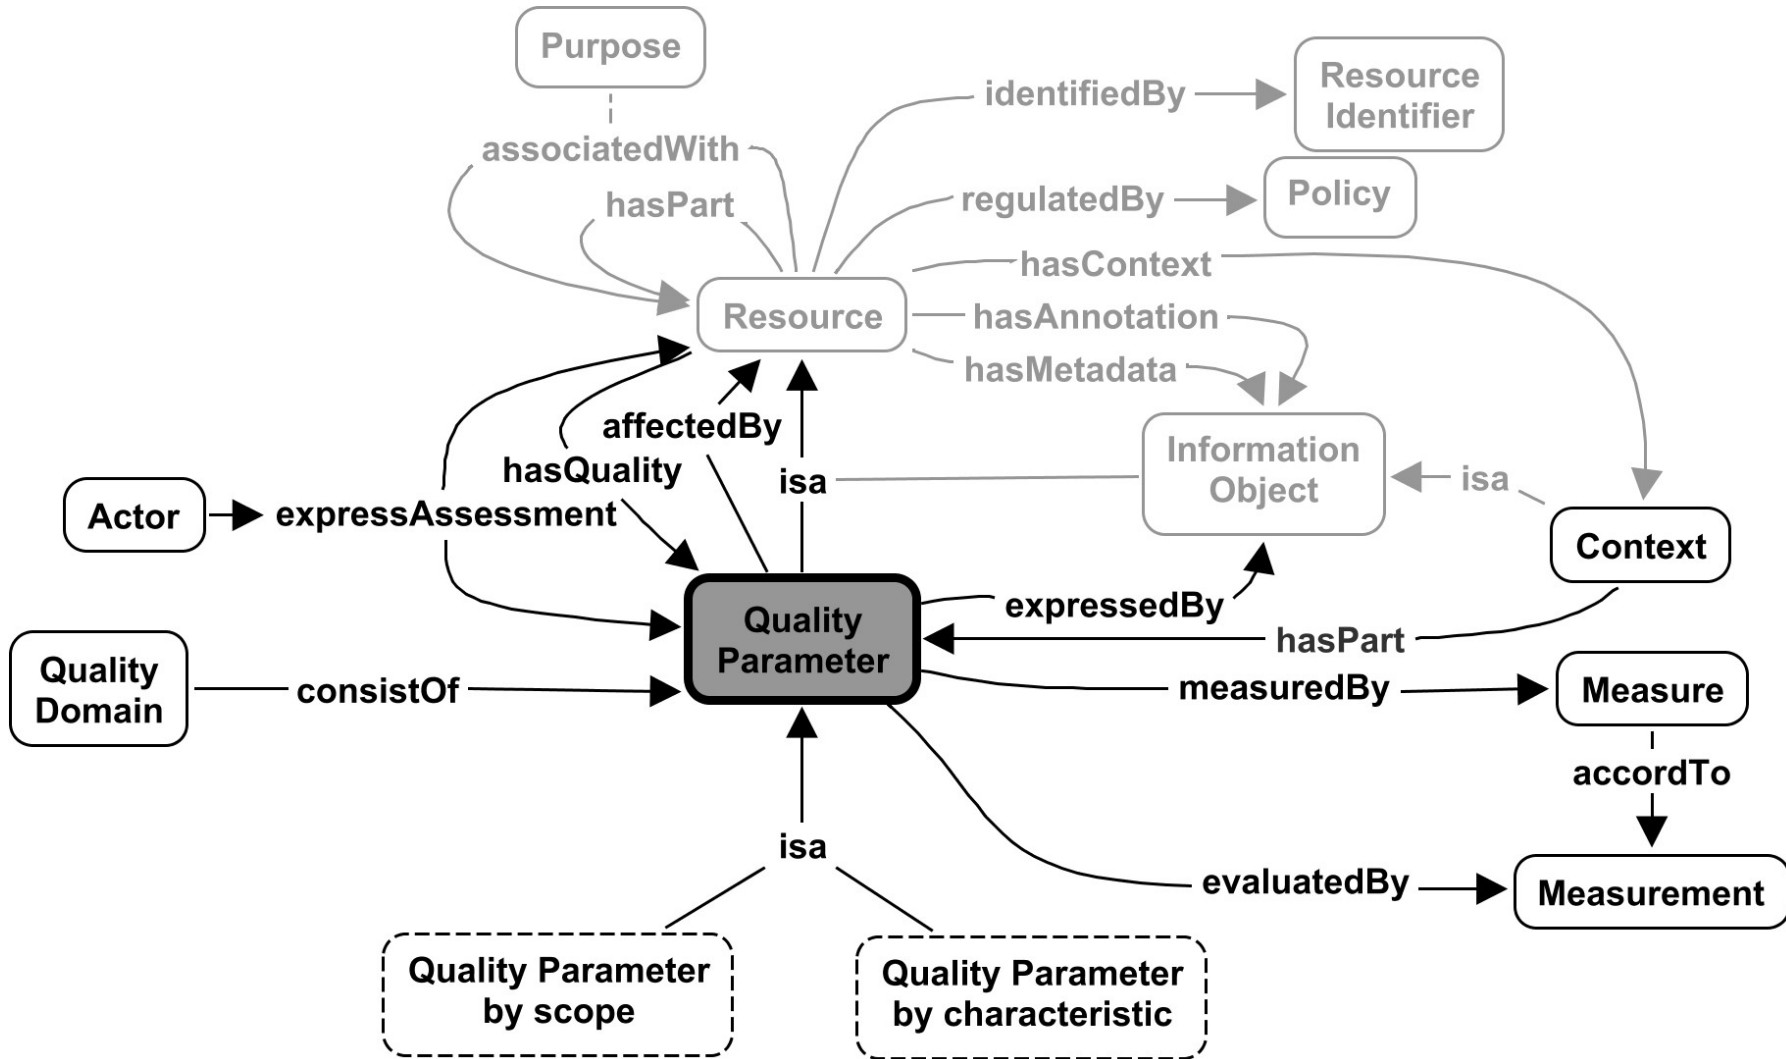 Purpose
identifiedBy
Resource
Identifier
associatedWith
hasPart
regulatedBy
Policy
hasContext
Resource
hasAnnotation
hasMetadata
affectedBy
hasQuality
isa
Information
Object
isa
Actor
expressAssessment
Context
Quality
Parameter
expressedBy
hasPart
Quality
Domain
consistOf
measuredBy
Measure
accordTo
isa
evaluatedBy
Measurement
Quality Parameter
by scope
Quality Parameter
by characteristic